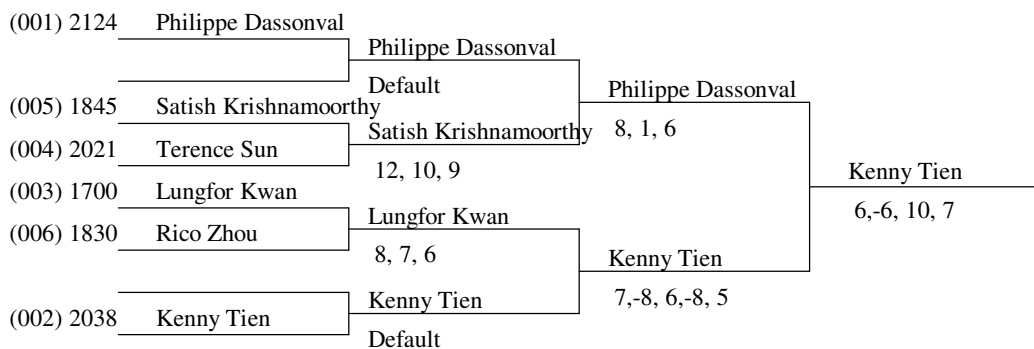 (001) 2124 Philippe Dassonval
Philippe Dassonval
Default
Philippe Dassonval
8, 1, 6
(005) 1845 Satish Krishnamoorthy
Satish Krishnamoorthy
(004) 2021 Terence Sun
12, 10, 9
Kenny Tien
6,-6, 10, 7
(003) 1700 Lungfor Kwan
Lungfor Kwan
(006) 1830 Rico Zhou
8, 7, 6
Kenny Tien
7,-8, 6,-8, 5
Kenny Tien
(002) 2038 Kenny Tien
Default